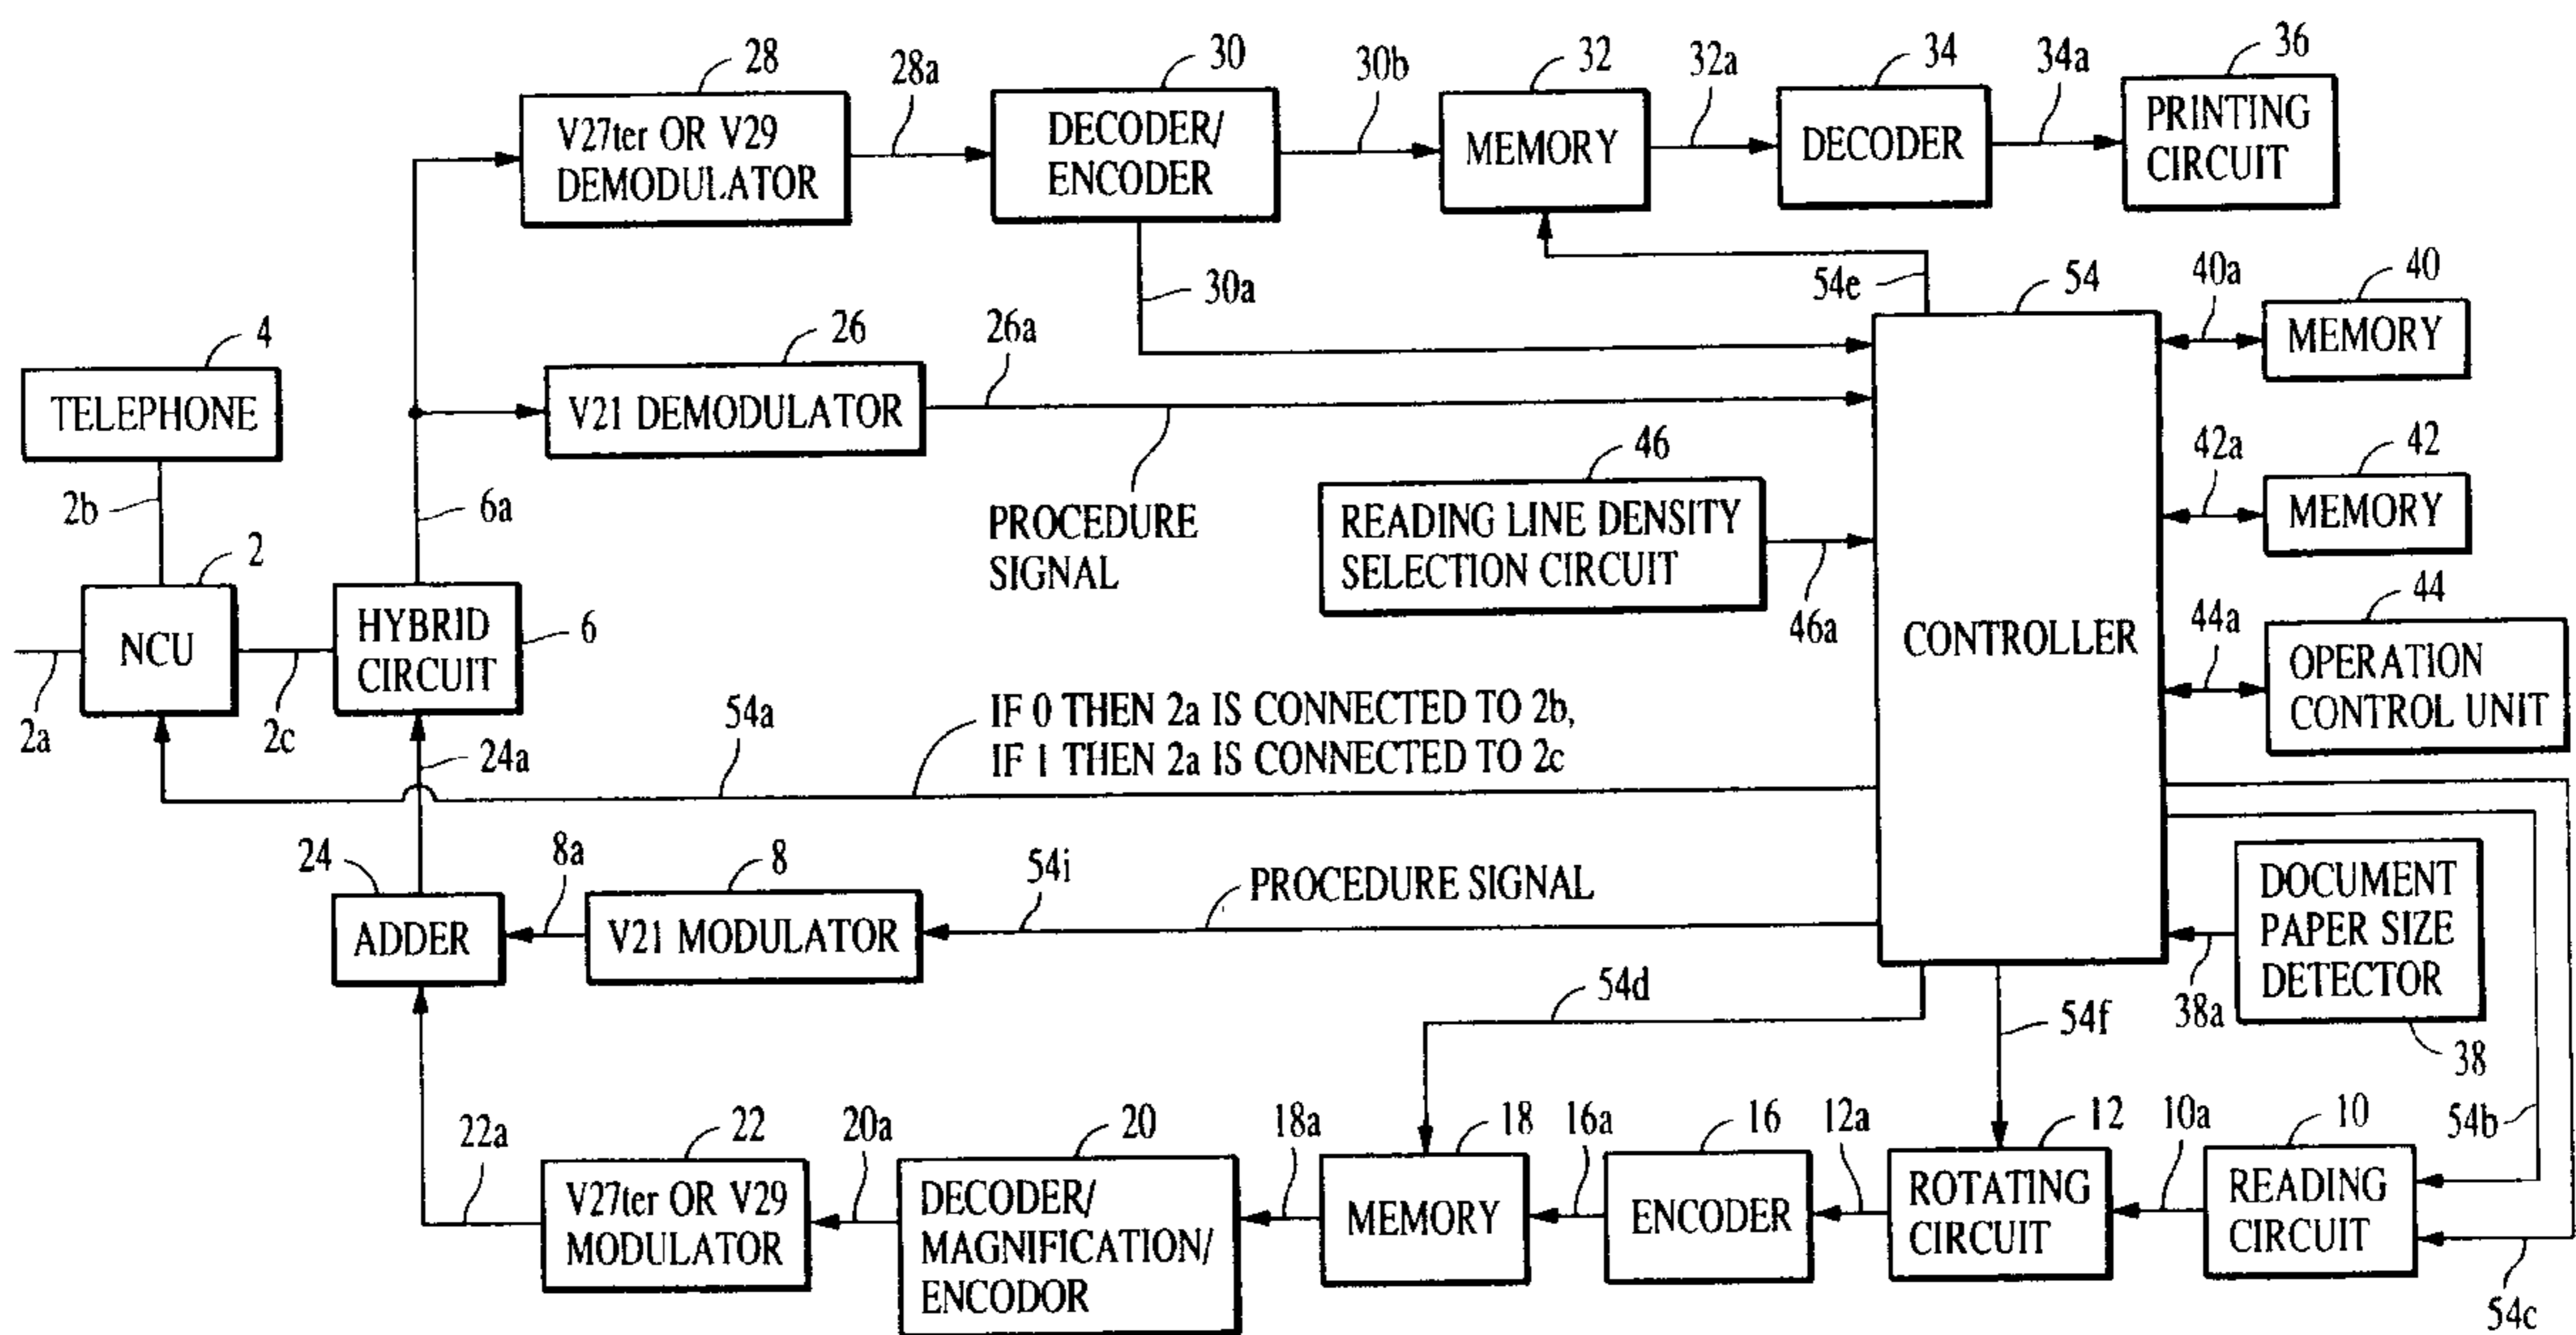 28
28a
30
30b
32
32a
34
34a
36
V27ter OR V29
DEMODULATOR
DECODER/
ENCODER
MEMORY
DECODER
PRINTING
CIRCUIT
30a
54e
54
40a
40
MEMORY
4
TELEPHONE
26
26a
V21 DEMODULATOR
PROCEDURE
SIGNAL
46
READING LINE DENSITY
SELECTION CIRCUIT
46a
CONTROLLER
42a
42
MEMORY
44a
44
OPERATION
CONTROL UNIT
2b
6a
2
NCU
2a
2c
HYBRID
CIRCUIT
6
24a
54a
IF 0 THEN 2a IS CONNECTED TO 2b,
IF 1 THEN 2a IS CONNECTED TO 2c
24
ADDER
8a
8
V21 MODULATOR
54i
PROCEDURE SIGNAL
DOCUMENT
PAPER SIZE
DETECTOR
38a
38
54d
54f
54b
22a
22
V27ter OR V29
MODULATOR
20a
20
DECODER/
MAGNIFICATION/
ENCODOR
18a
18
MEMORY
16a
16
ENCODER
12a
12
ROTATING
CIRCUIT
10a
10
READING
CIRCUIT
54c